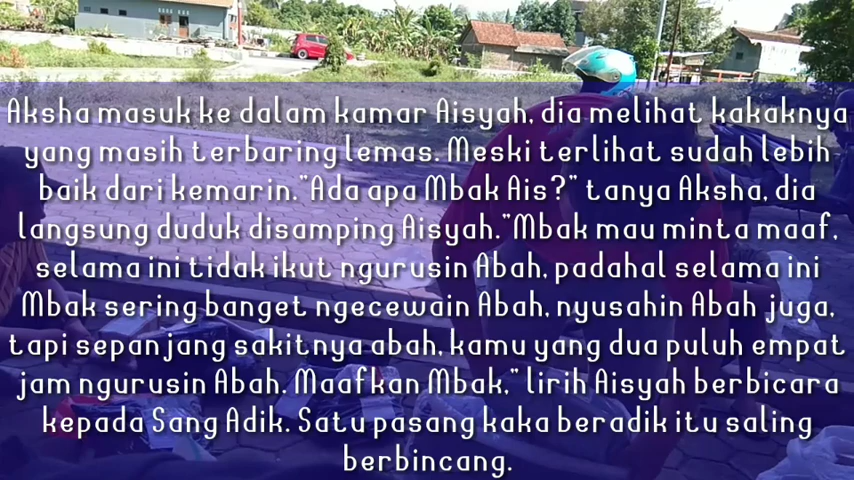 Aksha masuk ke dalam kamar Aisyah, dia melihat kakaknya
yang masih terbaring lemas. Meski terlihat sudah lebih
baik dari kemarin."Ada apa Mbak Ais?" tanya Aksha, dia
langsung duduk disamping Aisyah."Mbak mau minta maaf,
selama ini tidak ikut ngurusin Abah, padahal selama ini
Mbak sering banget ngecewain Abah, nyusahin Abah juga,
tapi sepanjang sakitnya abah, kamu yang dua puluh empat
jam ngurusin Abah. Maafkan Mbak," lirih Aisyah berbicara
kepada Sang Adik. Satu pasang kaka beradik itu saling
berbincang.